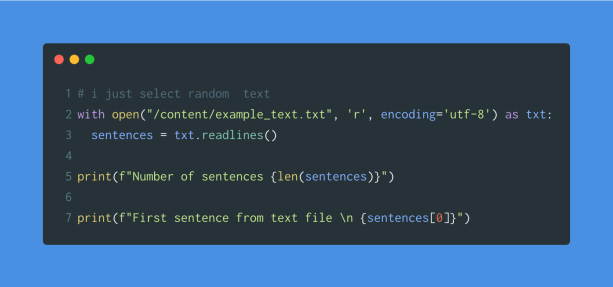 1 # i just select random  text
2 with open("/content/example_text.txt", 'r', encoding='utf-8') as txt:
3   sentences = txt.readlines()
4
5 print(f"Number of sentences {len(sentences)}")
6
7 print(f"First sentence from text file \n {sentences[0]}")